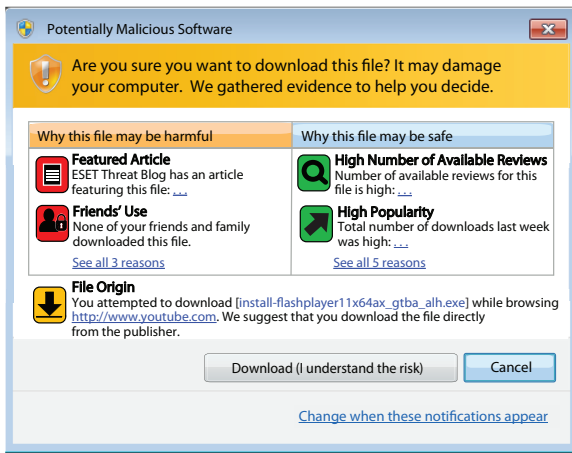 Potentially Malicious Software
Are you sure you want to download this file? It may damage
your computer. We gathered evidence to help you decide.
Why this file may be harmful
Featured Article
ESET Threat Blog has an article
featuring this file: . . .
Friends' Use
None of your friends and family
downloaded this file.
See all 3 reasons
Why this file may be safe
High Number of Available Reviews
Number of available reviews for this
file is high: . . .
High Popularity
Total number of downloads last week
was high: . . .
See all 5 reasons
File Origin
You attempted to download [install-flashplayer11x64ax_gtba_alh.exe] while browsing
http://www.youtube.com. We suggest that you download the file directly
from the publisher.
Download (I understand the risk)
Cancel
Change when these notifications appear